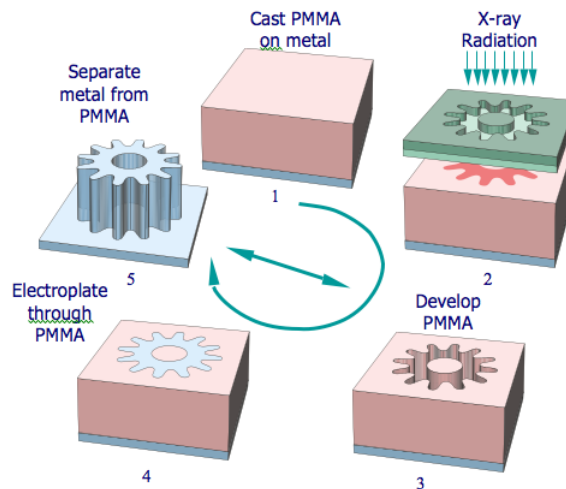 Cast PMMA
on metal
1
X-ray
Radiation
2
Develop
PMMA
3
Electroplate
through
PMMA
4
Separate
metal from
PMMA
5